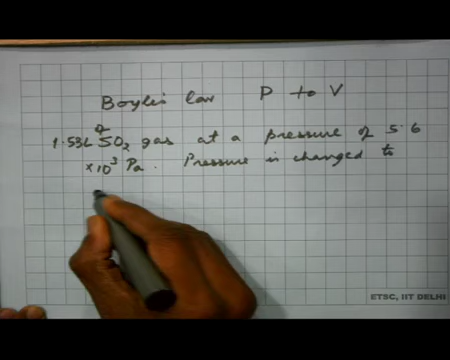 Boyle's law P to V
1.53L of SO2 gas at a pressure of 5.6
×10³ Pa. Pressure is changed to
ETSC, IIT DELHI